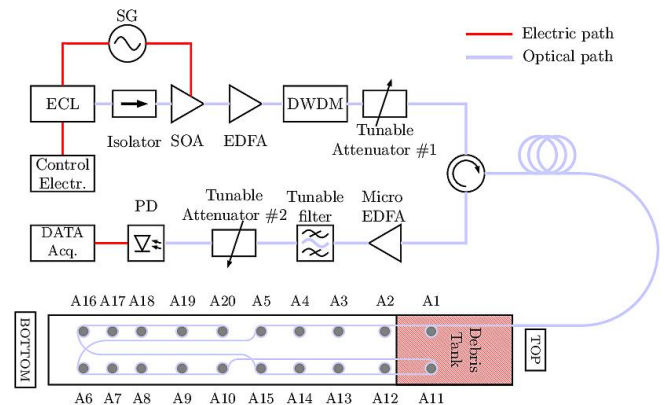 SG
Electric path
Optical path
ECL
DWDM
Isolator
SOA
EDFA
Tunable
Attenuator #1
Control
Electr.
PD
Tunable
Attenuator #2
Tunable
filter
Micro
EDFA
DATA
Acq.
A16 A17 A18 A19 A20 A5 A4 A3 A2 A1
BOTTOM
Debris
Tank
TOP
A6 A7 A8 A9 A10 A15 A14 A13 A12 A11